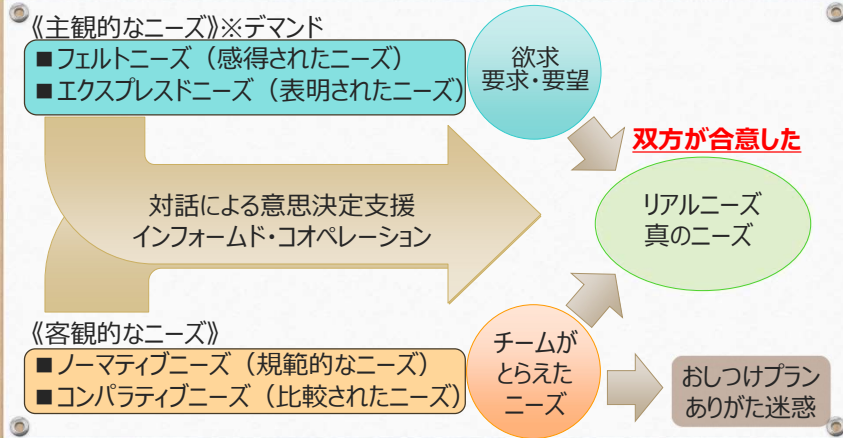 《主観的なニーズ》※デマンド
■フェルトニーズ（感得されたニーズ）
■エクスプレスドニーズ（表明されたニーズ）
欲求
要求・要望
双方が合意した
対話による意思決定支援
インフォームド・コオペレーション
リアルニーズ
真のニーズ
《客観的なニーズ》
■ノーマティブニーズ（規範的なニーズ）
■コンパラティブニーズ（比較されたニーズ）
チームが
とらえた
ニーズ
おしつけプラン
ありがた迷惑